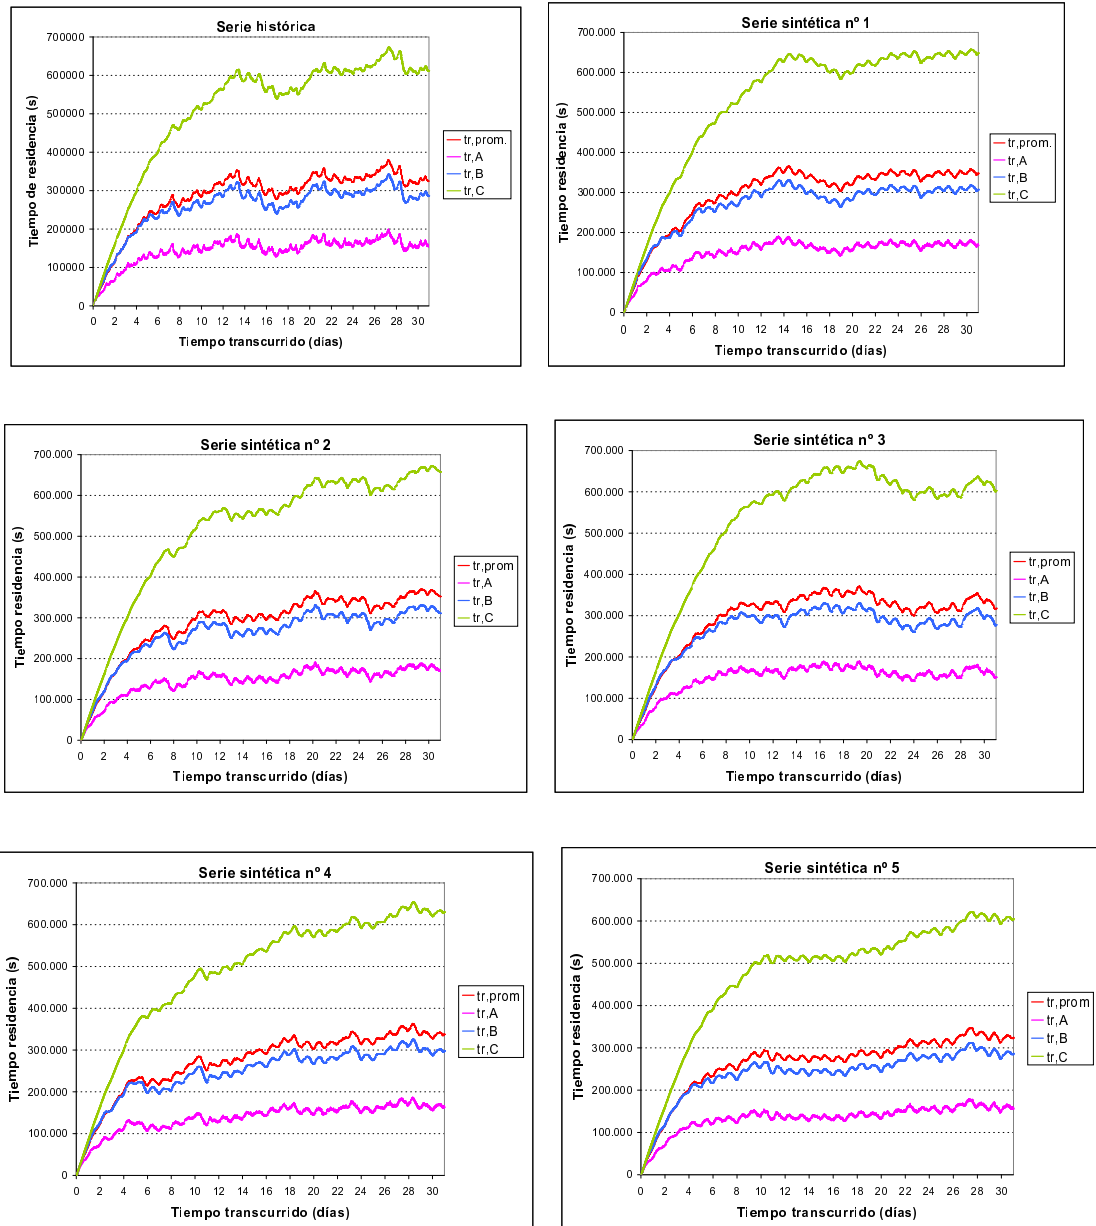 Serie histórica
Tiempo de residencia (s)
700000
600000
500000
400000
300000
200000
100000
0
0 2 4 6 8 10 12 14 16 18 20 22 24 26 28 30
Tiempo transcurrido (días)
tr,prom.
tr,A
tr,B
tr,C
Serie sintética nº 1
Tiempo residencia (s)
700.000
600.000
500.000
400.000
300.000
200.000
100.000
0
0 2 4 6 8 10 12 14 16 18 20 22 24 26 28 30
Tiempo transcurrido (días)
tr,prom.
tr,A
tr,B
tr,C
Serie sintética nº 2
Tiempo residencia (s)
700.000
600.000
500.000
400.000
300.000
200.000
100.000
0
0 2 4 6 8 10 12 14 16 18 20 22 24 26 28 30
Tiempo transcurrido (días)
tr,prom
tr,A
tr,B
tr,C
Serie sintética nº 3
Tiempo residencia (s)
700.000
600.000
500.000
400.000
300.000
200.000
100.000
0
0 2 4 6 8 10 12 14 16 18 20 22 24 26 28 30
Tiempo transcurrido (días)
tr,prom
tr,A
tr,B
tr,C
Serie sintética nº 4
Tiempo residencia (s)
700.000
600.000
500.000
400.000
300.000
200.000
100.000
0
0 2 4 6 8 10 12 14 16 18 20 22 24 26 28 30
Tiempo transcurrido (días)
tr,prom
tr,A
tr,B
tr,C
Serie sintética nº 5
Tiempo residencia (s)
700.000
600.000
500.000
400.000
300.000
200.000
100.000
0
0 2 4 6 8 10 12 14 16 18 20 22 24 26 28 30
Tiempo transcurrido (días)
tr,prom
tr,A
tr,B
tr,C